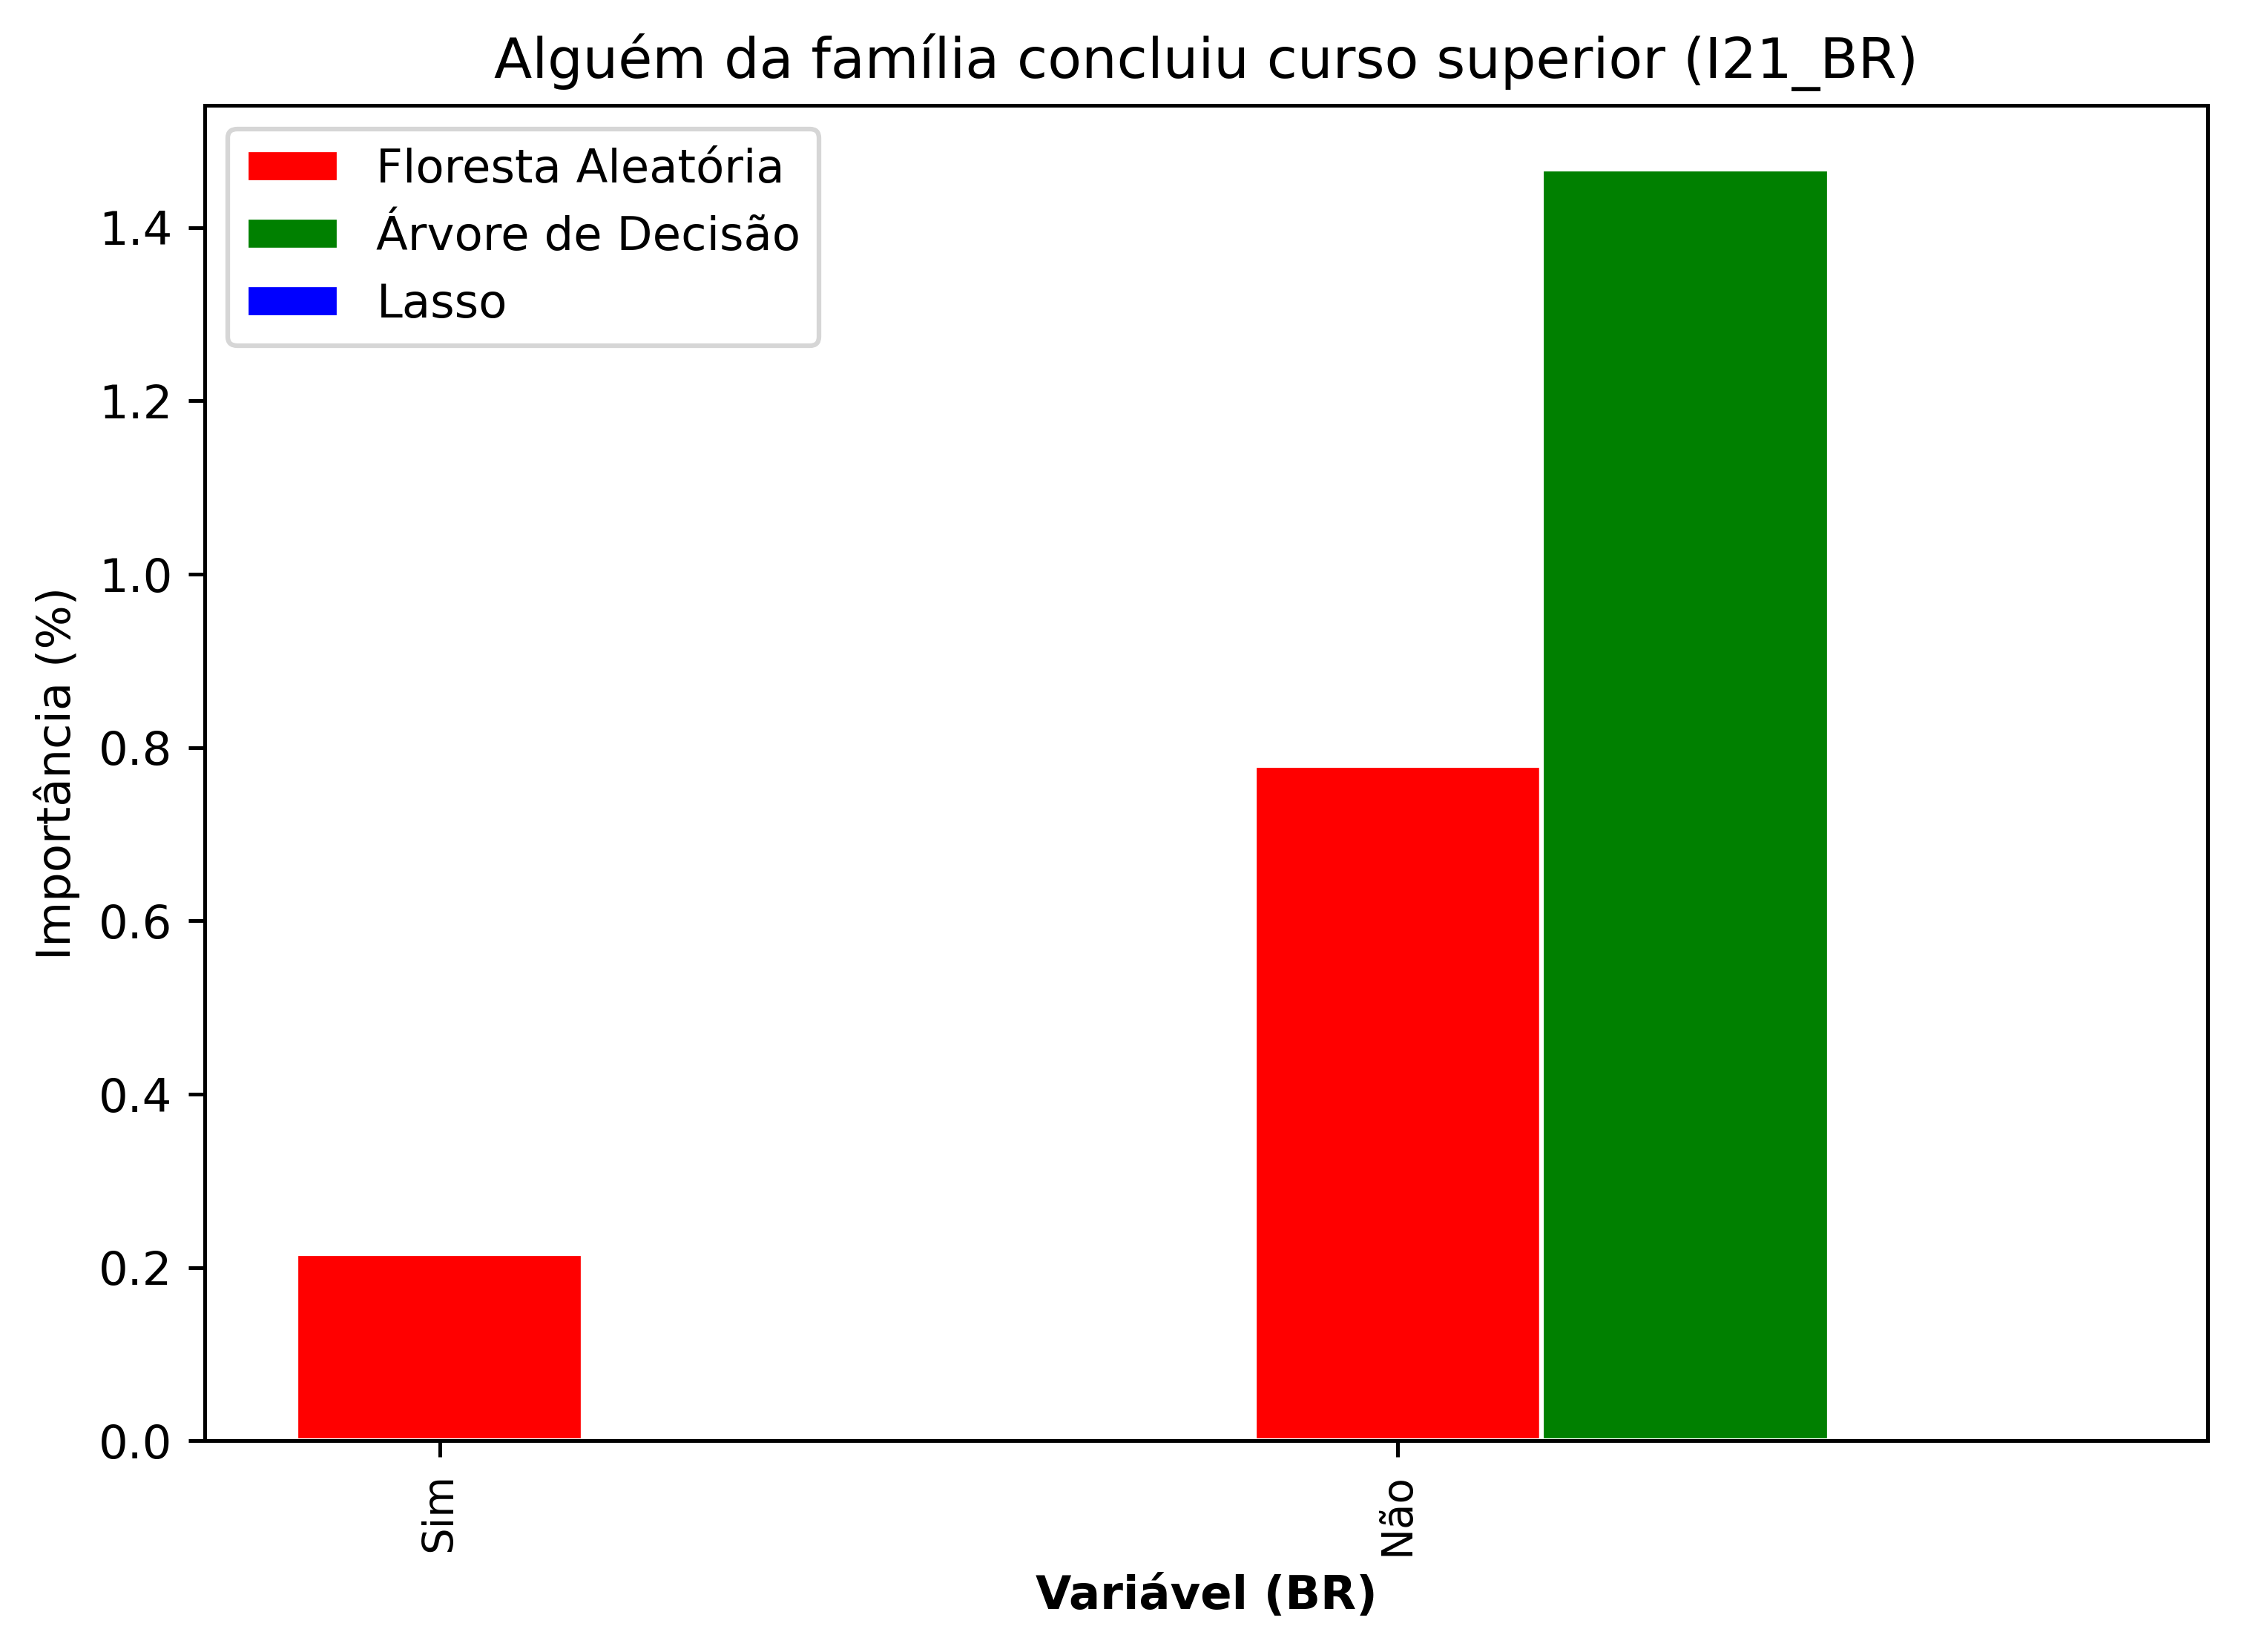 Alguém da família concluiu curso superior (I21_BR)
Floresta Aleatória
Árvore de Decisão
Lasso
Importância (%)
1.4
1.2
1.0
0.8
0.6
0.4
0.2
0.0
Sim
Não
Variável (BR)